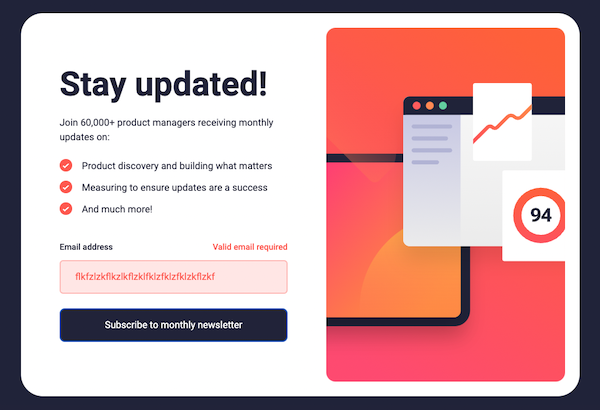 Stay updated!
Join 60,000+ product managers receiving monthly
updates on:
Product discovery and building what matters
Measuring to ensure updates are a success
And much more!
Email address Valid email required
flkfzlzkflkzlkflzklfklzfklzfklzkflzkf
Subscribe to monthly newsletter
94